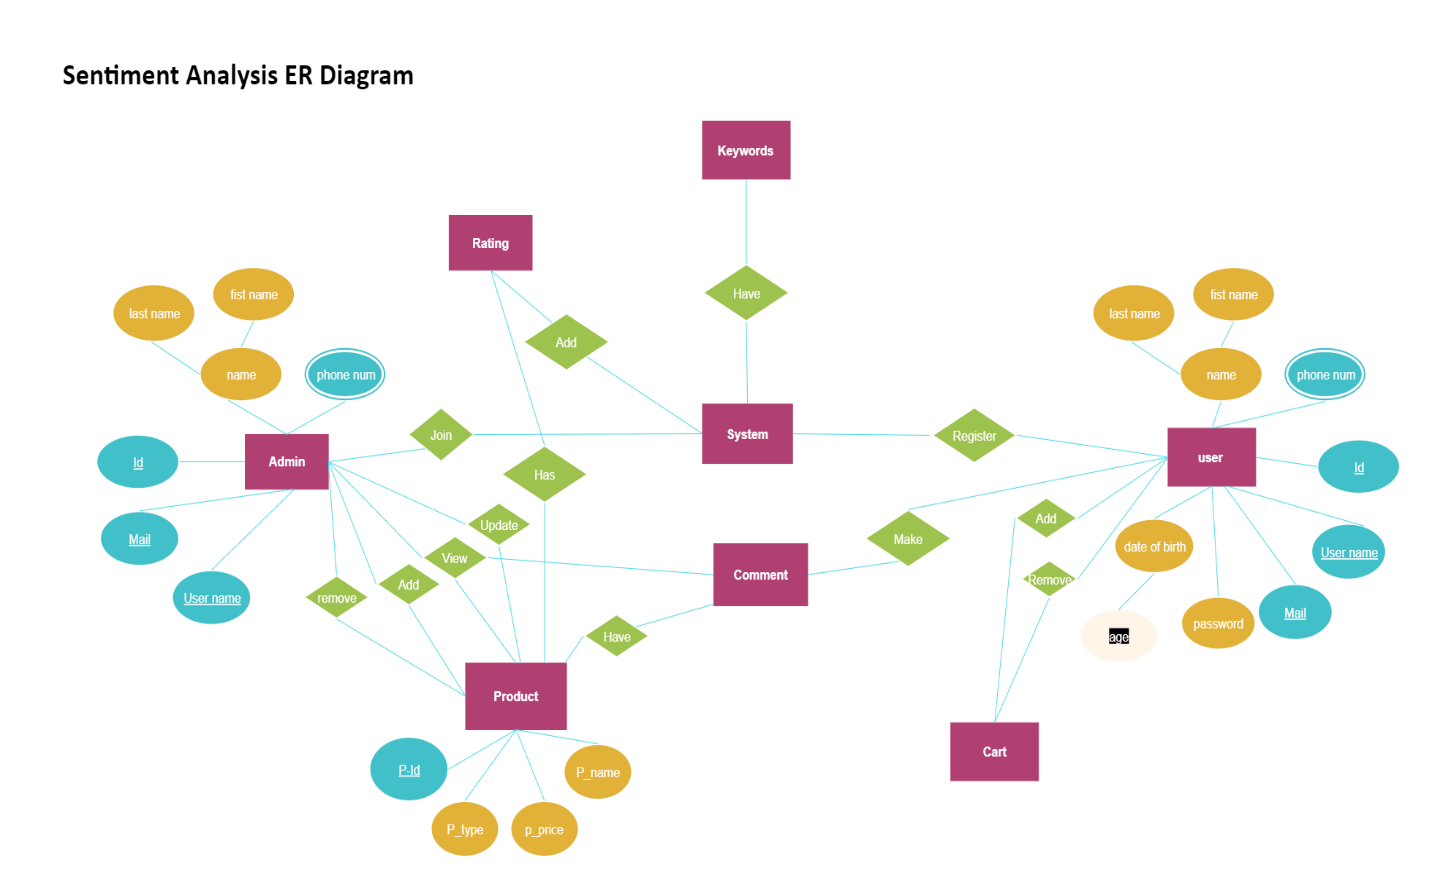 Sentiment Analysis ER Diagram
Keywords
Rating
Have
Add
fist name
last name
name
phone num
fist name
last name
name
phone num
Join
System
Register
Admin
Id
user
Id
Has
Update
View
Add
remove
Mail
User name
Make
Comment
Have
Add
Remove
date of birth
age
password
Mail
User name
Product
Cart
P-Id
P_name
P_type
p_price